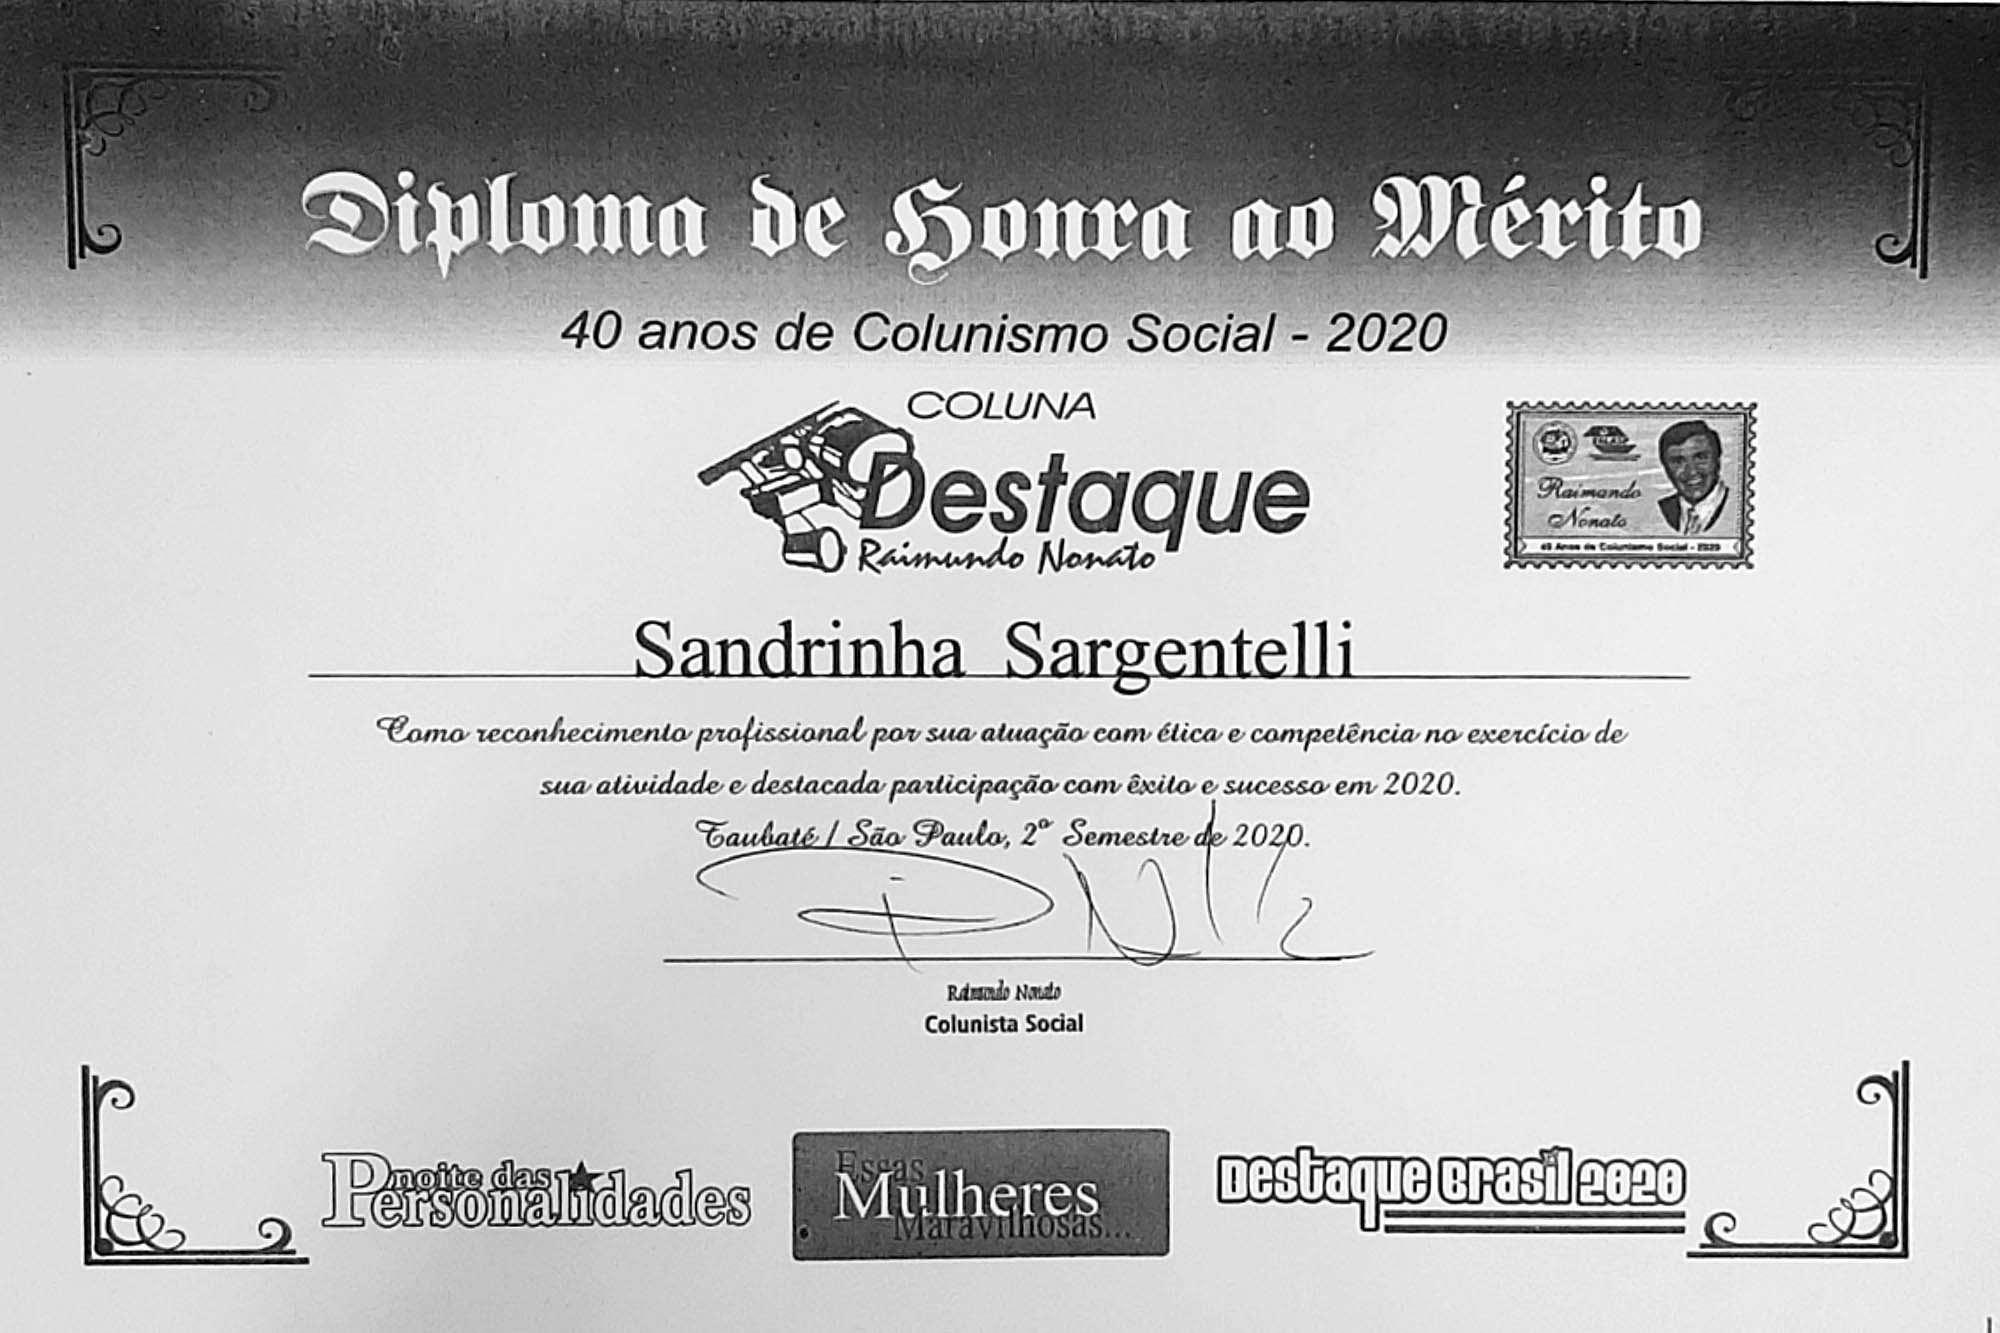 Diploma de Honra ao Mérito
40 anos de Colunismo Social - 2020
COLUNA
Destaque
Raimundo Nonato
Raimundo
Nonato
40 Anos de Colunismo Social - 2020
Sandrinha Sargentelli
Como reconhecimento profissional por sua atuação com ética e competência no exercício de
sua atividade e destacada participação com êxito e sucesso em 2020.
Taubaté / São Paulo, 2º Semestre de 2020.
Raimundo Nonato
Colunista Social
noite das
Personalidades
Essas
Mulheres
Maravilhosas...
Destaque Brasil 2020